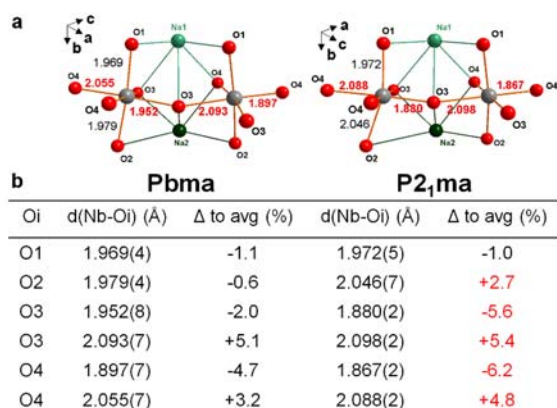 a
c
a
b
O1
Na1
O1
1.969
O4
2.055
O3
O4
1.897
O4
O4
1.952
O3
2.093
O3
1.979
O2
Na2
O2
a
c
b
O1
Na1
O1
1.972
O4
2.088
O3
O4
1.867
O4
O4
1.880
O3
2.098
O3
2.046
O2
Na2
O2
b Pbma P2₁ma
Oi d(Nb-Oi) (Å) Δ to avg (%) d(Nb-Oi) (Å) Δ to avg (%)
O1 1.969(4) -1.1 1.972(5) -1.0
O2 1.979(4) -0.6 2.046(7) +2.7
O3 1.952(8) -2.0 1.880(2) -5.6
O3 2.093(7) +5.1 2.098(2) +5.4
O4 1.897(7) -4.7 1.867(2) -6.2
O4 2.055(7) +3.2 2.088(2) +4.8